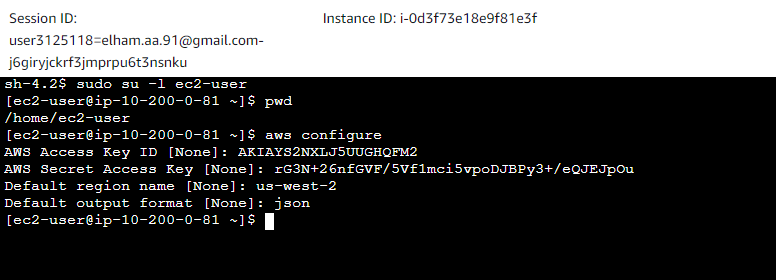 Session ID:
Instance ID: i-0d3f73e18e9f81e3f
user3125118=elham.aa.91@gmail.com-
j6giryjckrf3jmprpu6t3nsnku
sh-4.2$ sudo su -l ec2-user
[ec2-user@ip-10-200-0-81 ~]$ pwd
/home/ec2-user
[ec2-user@ip-10-200-0-81 ~]$ aws configure
AWS Access Key ID [None]: AKIAYS2NXLJ5UUGHQFM2
AWS Secret Access Key [None]: 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
Default region name [None]: us-west-2
Default output format [None]: json
[ec2-user@ip-10-200-0-81 ~]$